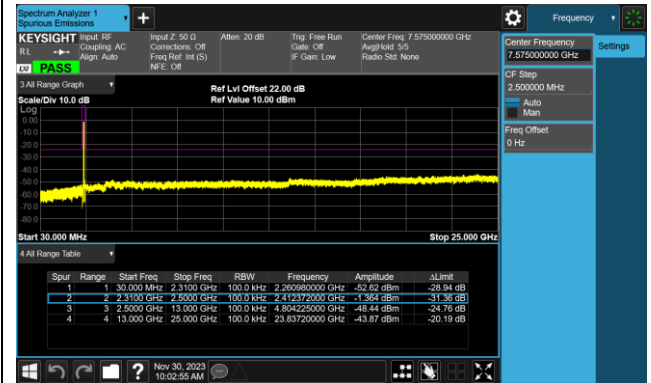 Spectrum Analyzer 1
Spurious Emissions
Frequency
KEYSIGHT Input: RF Input Z: 50 Ω Atten: 20 dB Trig: Free Run Center Freq: 7.575000000 GHz
RL Coupling: AC Corrections: Off Gate: Off Avg|Hold: 5/5
Align: Auto Freq Ref: Int (S) IF Gain: Low Radio Std: None
NFE: Off
LXI PASS
Center Frequency
7.575000000 GHz
Settings
CF Step
2.500000 MHz
Auto
Man
Freq Offset
0 Hz
3 All Range Graph
Ref Lvl Offset 22.00 dB
Scale/Div 10.0 dB Ref Value 10.00 dBm
Log
0.00
-10.0
-20.0
-30.0
-40.0
-50.0
-60.0
-70.0
-80.0
Start 30.000 MHz Stop 25.000 GHz
4 All Range Table
Spur Range Start Freq Stop Freq RBW Frequency Amplitude ΔLimit
1 1 30.000 MHz 2.3100 GHz 100.0 kHz 2.260980000 GHz -52.62 dBm -28.94 dB
2 2 2.3100 GHz 2.5000 GHz 100.0 kHz 2.412372000 GHz -1.364 dBm -31.36 dB
3 3 2.5000 GHz 13.000 GHz 100.0 kHz 4.804225000 GHz -48.44 dBm -24.76 dB
4 4 13.000 GHz 25.000 GHz 100.0 kHz 23.83720000 GHz -43.87 dBm -20.19 dB
Nov 30, 2023
10:02:55 AM